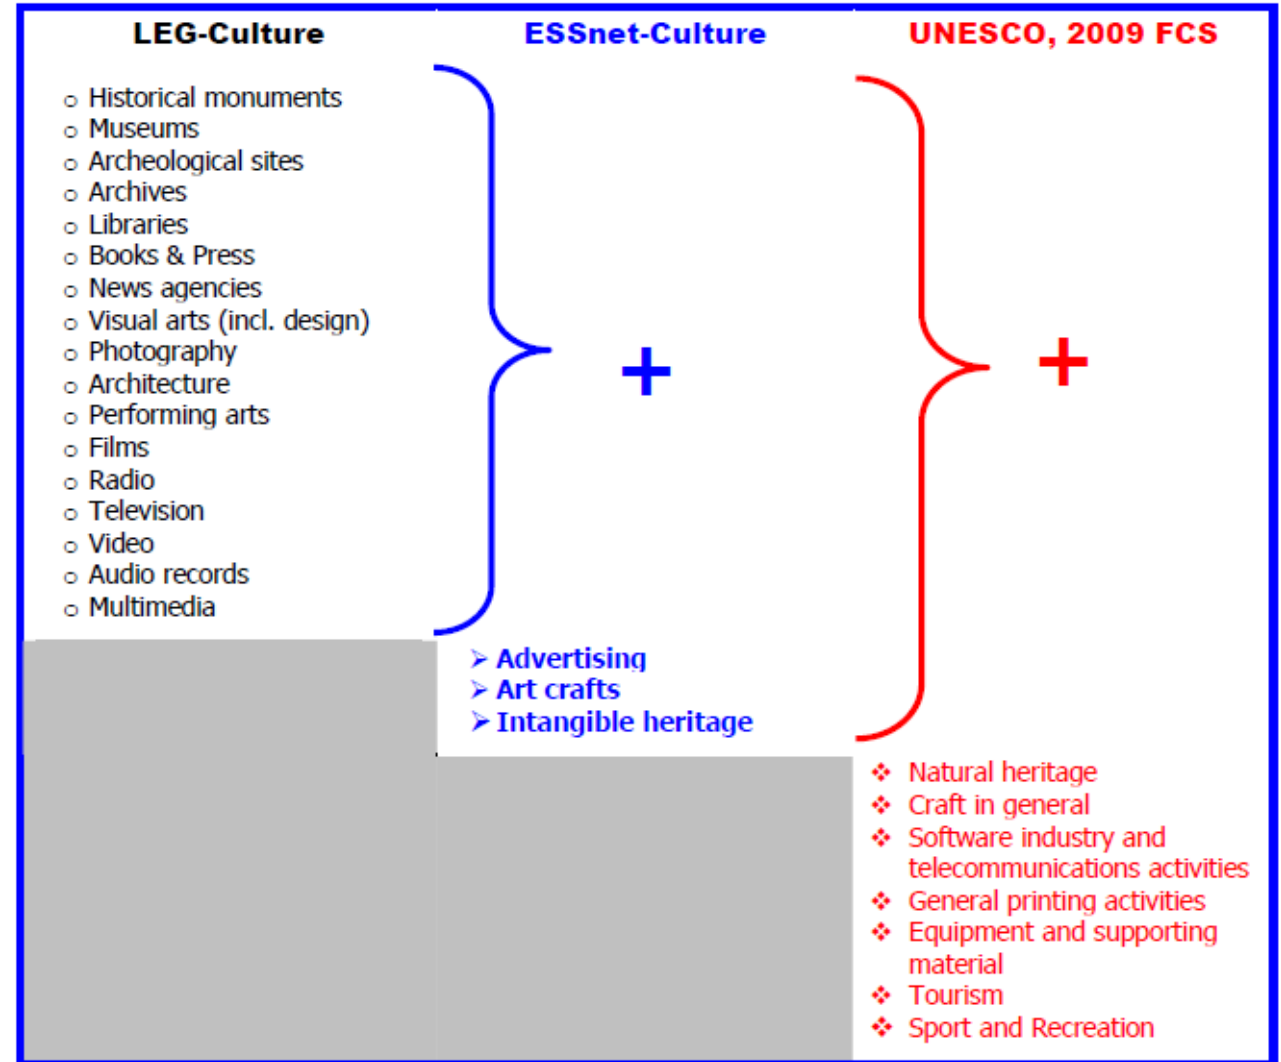 LEG-Culture
ESSnet-Culture
UNESCO, 2009 FCS
o Historical monuments
o Museums
o Archeological sites
o Archives
o Libraries
o Books & Press
o News agencies
o Visual arts (incl. design)
o Photography
o Architecture
o Performing arts
o Films
o Radio
o Television
o Video
o Audio records
o Multimedia
+
+
➢ Advertising
➢ Art crafts
➢ Intangible heritage
❖ Natural heritage
❖ Craft in general
❖ Software industry and
telecommunications activities
❖ General printing activities
❖ Equipment and supporting
material
❖ Tourism
❖ Sport and Recreation